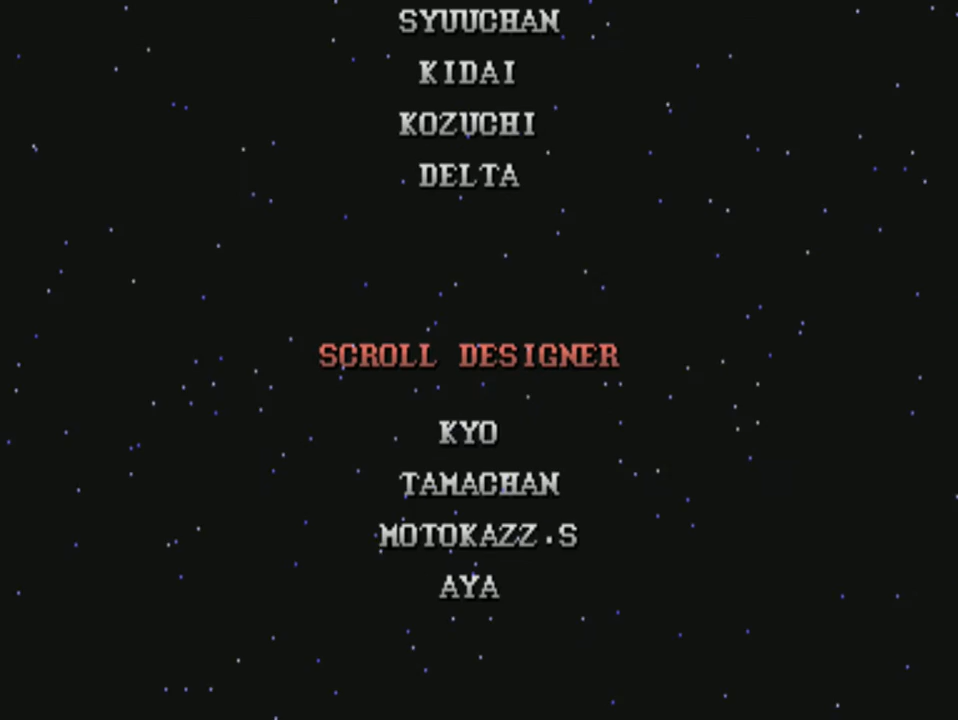 SYUUCHAN
KIDAI
KOZUCHI
DELTA
SCROLL DESIGNER
KYO
TAMACHAN
MOTOKAZZ.S
AYA